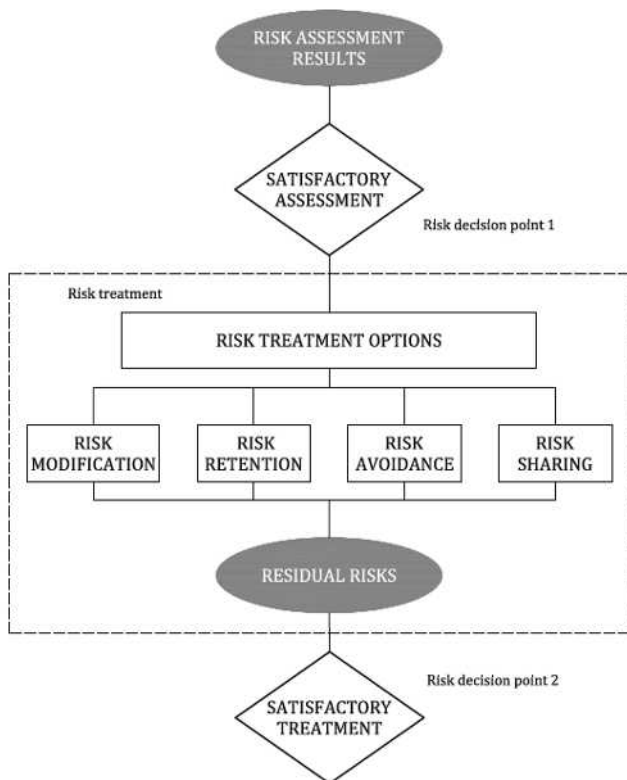 RISK ASSESSMENT
RESULTS
SATISFACTORY
ASSESSMENT
Risk decision point 1
Risk treatment
RISK TREATMENT OPTIONS
RISK
MODIFICATION
RISK
RETENTION
RISK
AVOIDANCE
RISK
SHARING
RESIDUAL RISKS
Risk decision point 2
SATISFACTORY
TREATMENT